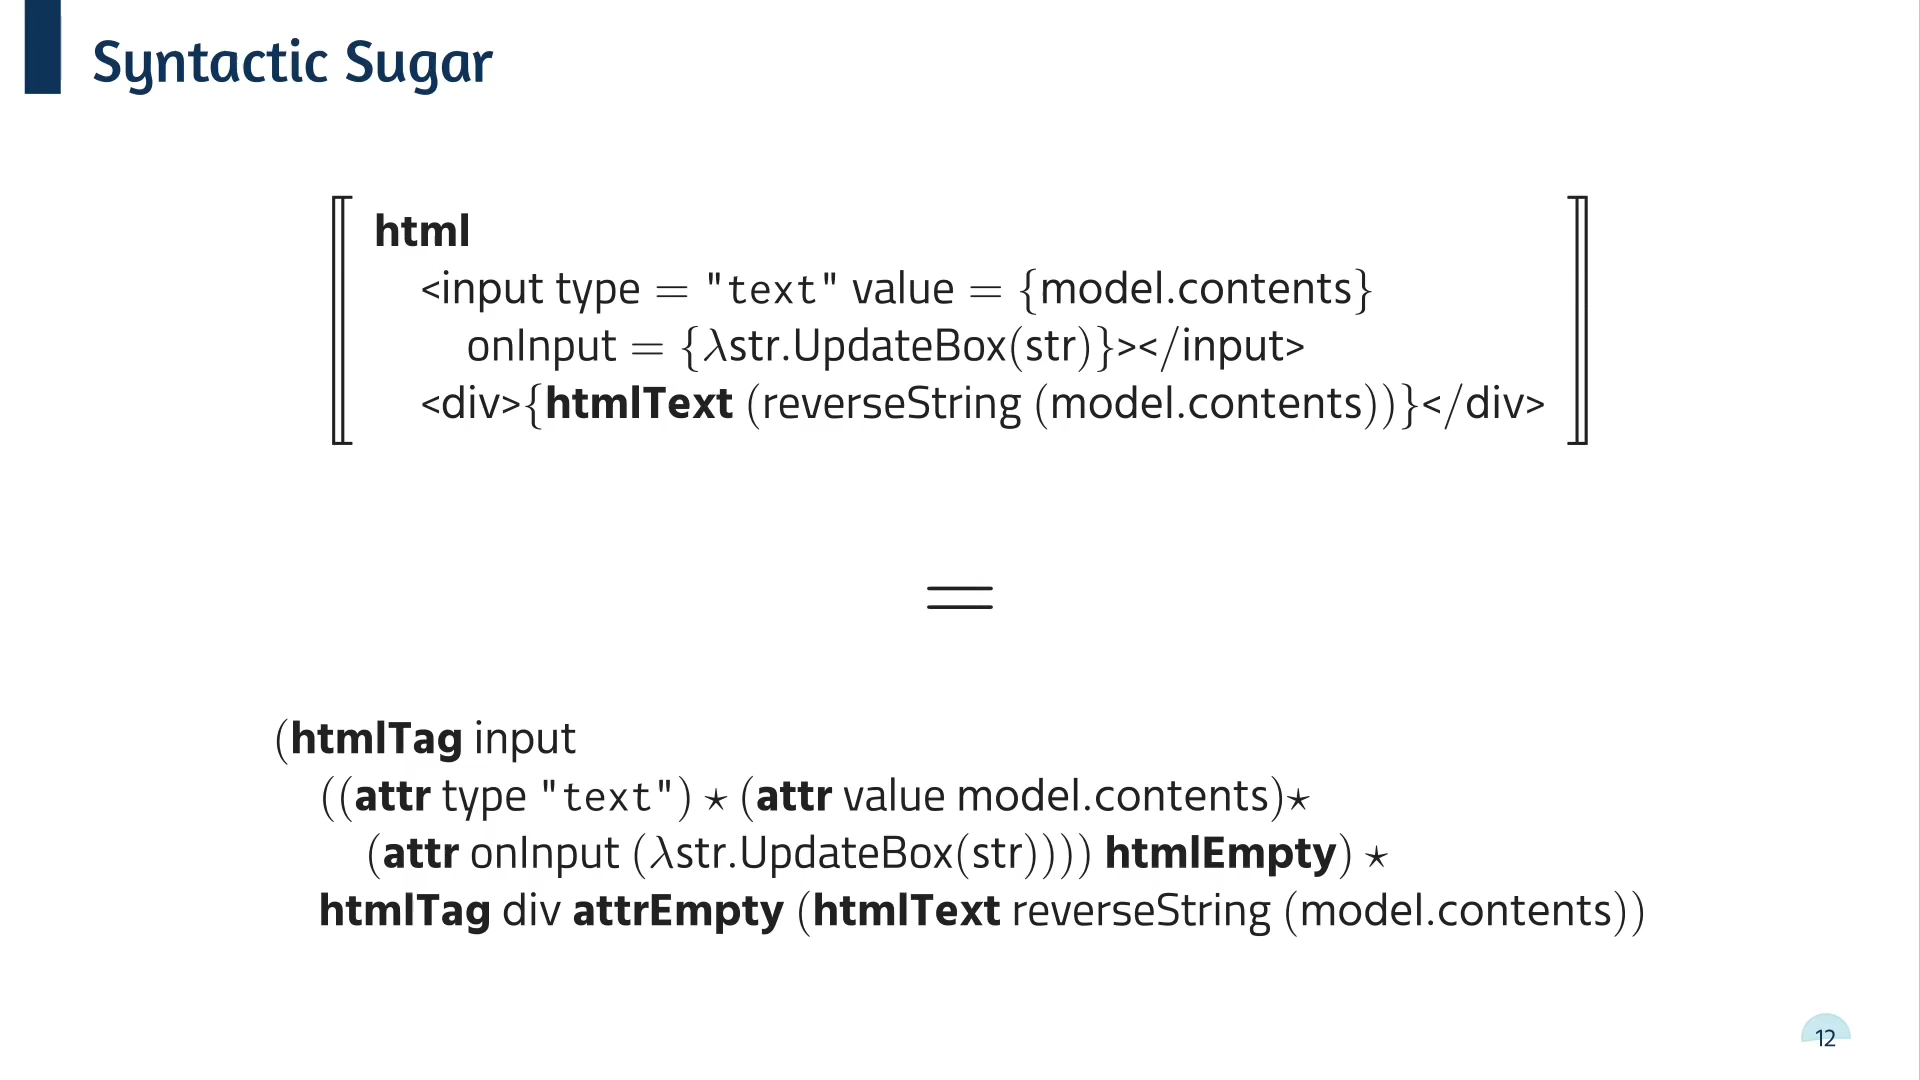 Syntactic Sugar
⟦ html
<input type = "text" value = {model.contents}
onInput = {λstr.UpdateBox(str)}></input>
<div>{htmlText (reverseString (model.contents))}</div> ⟧
=
(htmlTag input
((attr type "text") ⋆ (attr value model.contents)⋆
(attr onInput (λstr.UpdateBox(str)))) htmlEmpty) ⋆
htmlTag div attrEmpty (htmlText reverseString (model.contents))
12